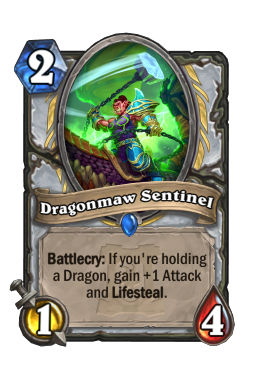 2
Dragonmaw Sentinel
Battlecry: If you're holding
a Dragon, gain +1 Attack
and Lifesteal.
1
4